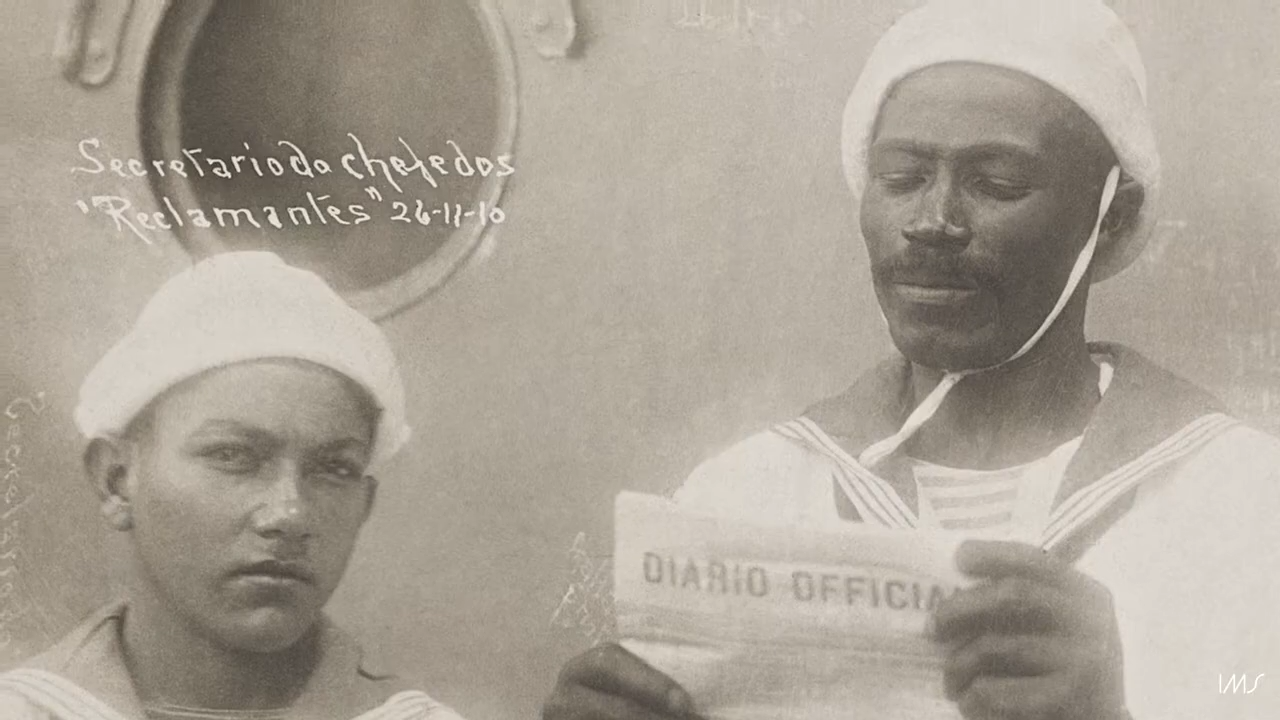 Secretario do chefe dos
"Reclamantes" 26-11-10
DIARIO OFFICIA
IMS